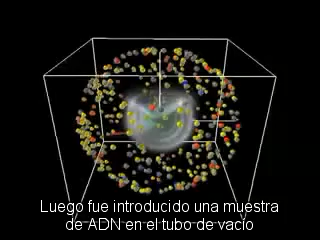 Luego fue introducido una muestra
de ADN en el tubo de vacío